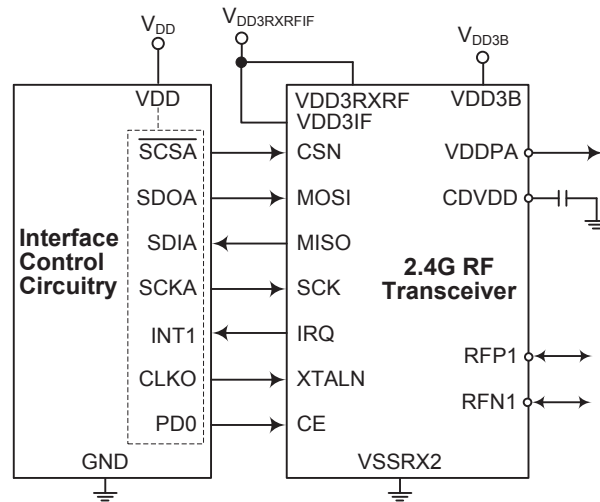 VDD
VDD3RXRFIF
VDD3B
VDD
VDD3RXRF
VDD3IF
VDD3B
SCSA
CSN
VDDPA
SDOA
MOSI
CDVDD
SDIA
MISO
Interface
Control
Circuitry
2.4G RF
Transceiver
SCKA
SCK
INT1
IRQ
RFP1
CLKO
XTALN
RFN1
PD0
CE
GND
VSSRX2